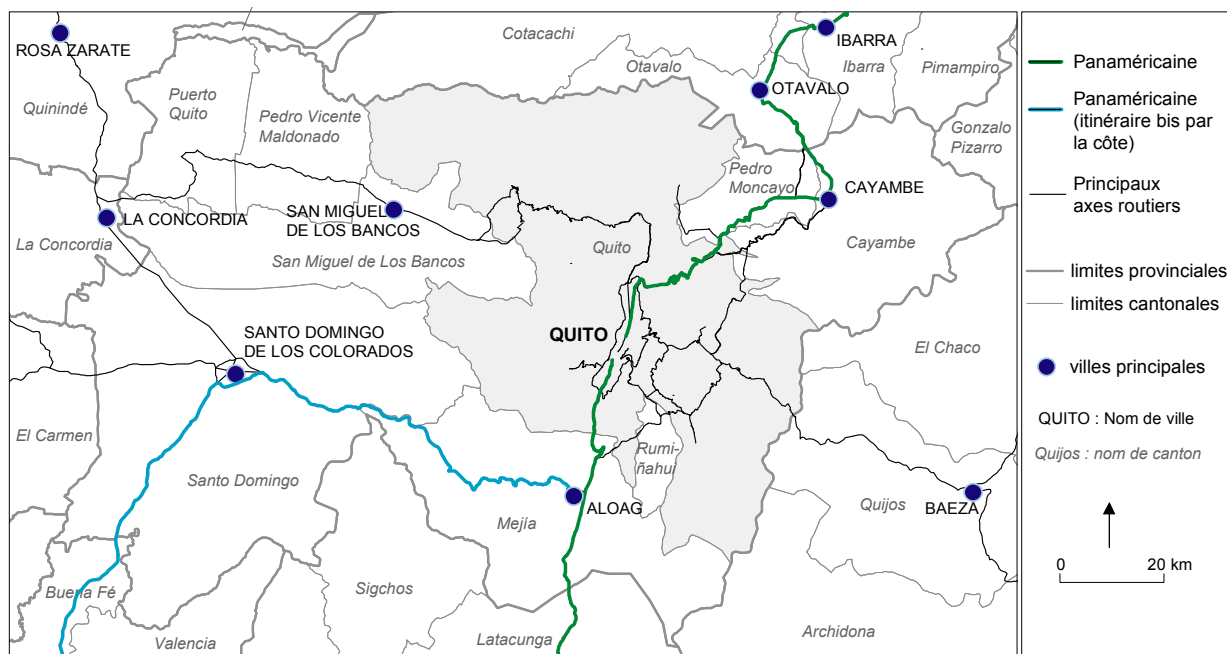 Cotacachi
IBARRA
ROSA ZARATE
Otavalo
Ibarra
Pimampiro
OTAVALO
Quinindé
Puerto
Quito
Pedro Vicente
Maldonado
Gonzalo
Pizarro
Pedro
Moncayo
CAYAMBE
LA CONCORDIA
SAN MIGUEL
DE LOS BANCOS
La Concordia
San Miguel de Los Bancos
Quito
Cayambe
QUITO
SANTO DOMINGO
DE LOS COLORADOS
El Chaco
El Carmen
Santo Domingo
Rumi-
ñahui
Mejía
ALOAG
Quijos
BAEZA
Buena Fé
Sigchos
Valencia
Latacunga
Archidona
Panaméricaine
Panaméricaine
(itinéraire bis par
la côte)
Principaux
axes routiers
limites provinciales
limites cantonales
villes principales
QUITO : Nom de ville
Quijos : nom de canton
0 20 km